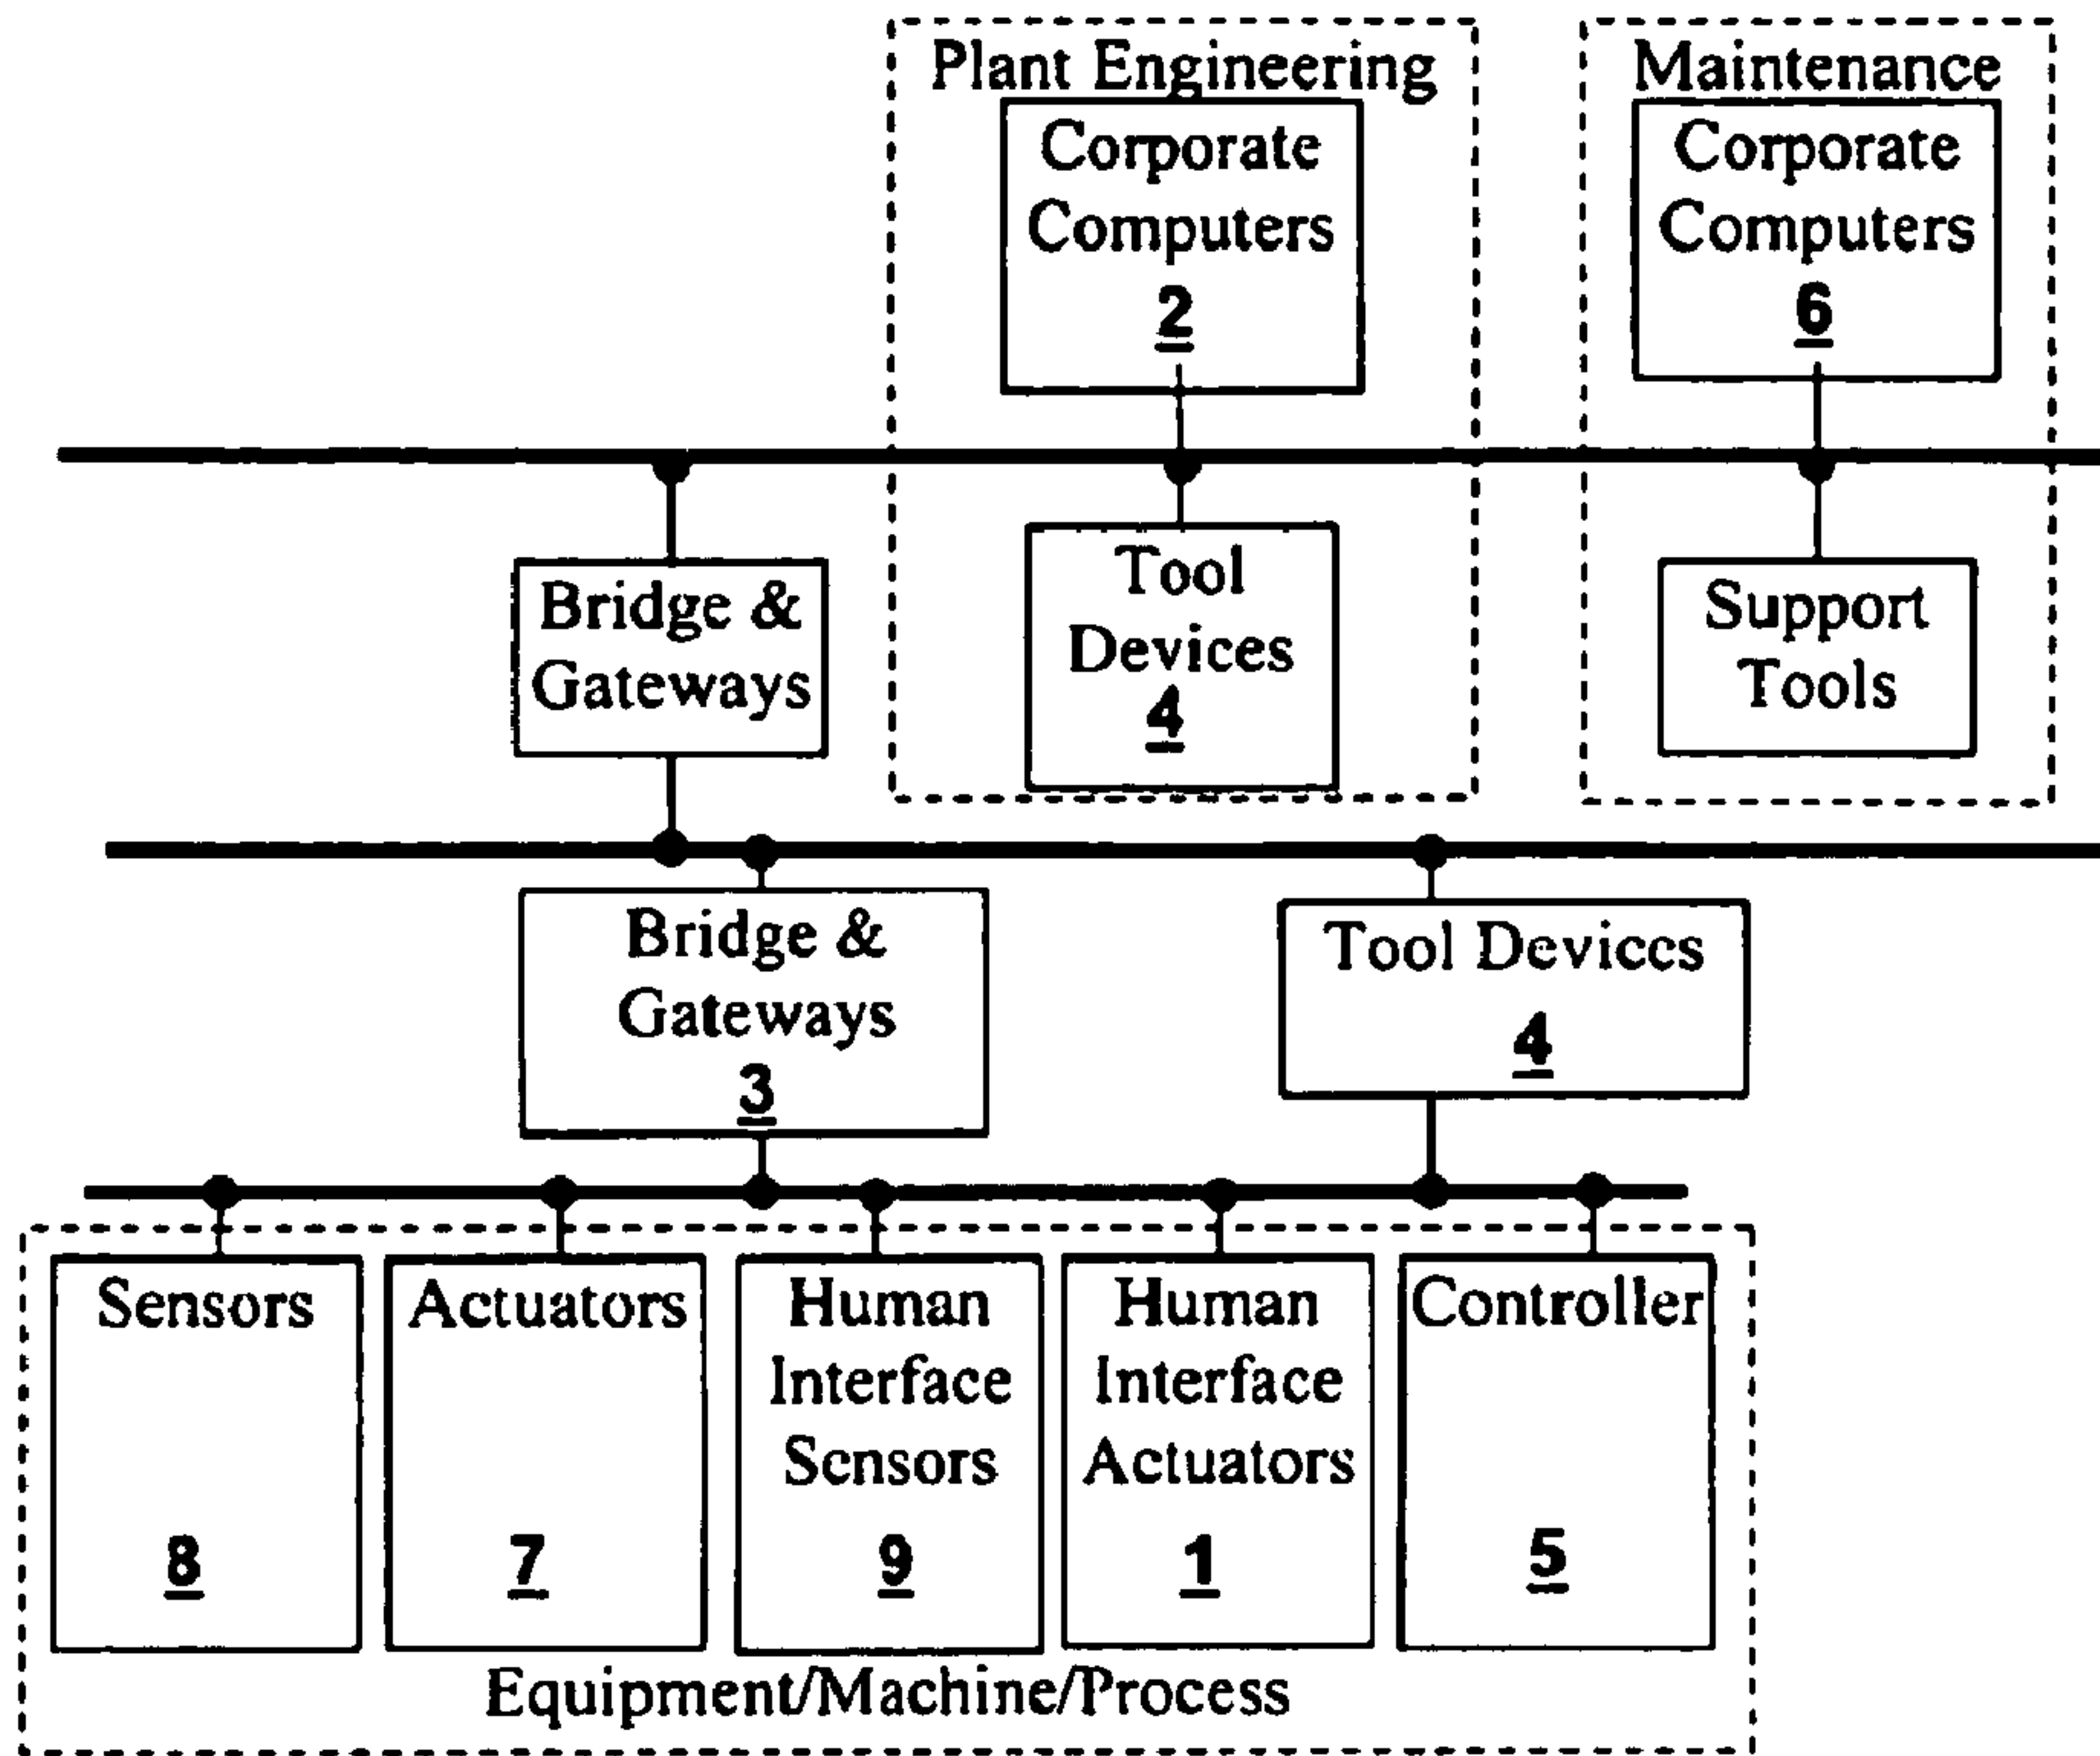 Plant Engineering
Corporate
Computers
2
Maintenance
Corporate
Computers
6
Bridge &
Gateways
Tool
Devices
4
Support
Tools
Bridge &
Gateways
3
Tool Devices
4
Sensors
8
Actuators
7
Human
Interface
Sensors
9
Human
Interface
Actuators
1
Controller
5
Equipment/Machine/Process